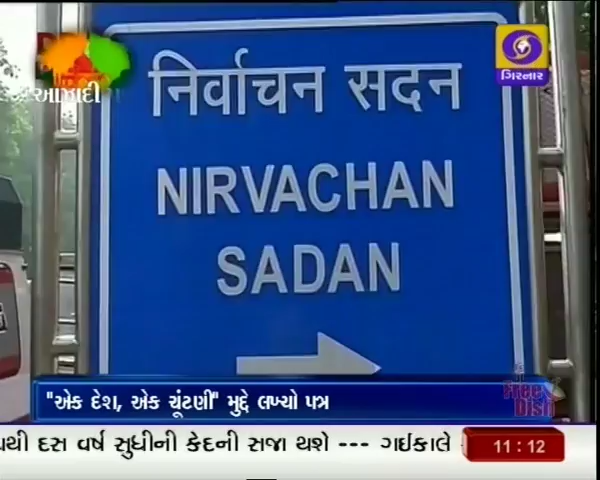 આઝાદી
ગિરનાર
निर्वाचन सदन
NIRVACHAN
SADAN
"એક દેશ, એક ચૂંટણી" મુદ્દે લખ્યો પત્ર
Free
Dish
થી દસ વર્ષ સુધીની કેદની સજા થશે --- ગઈકાલે
11:12